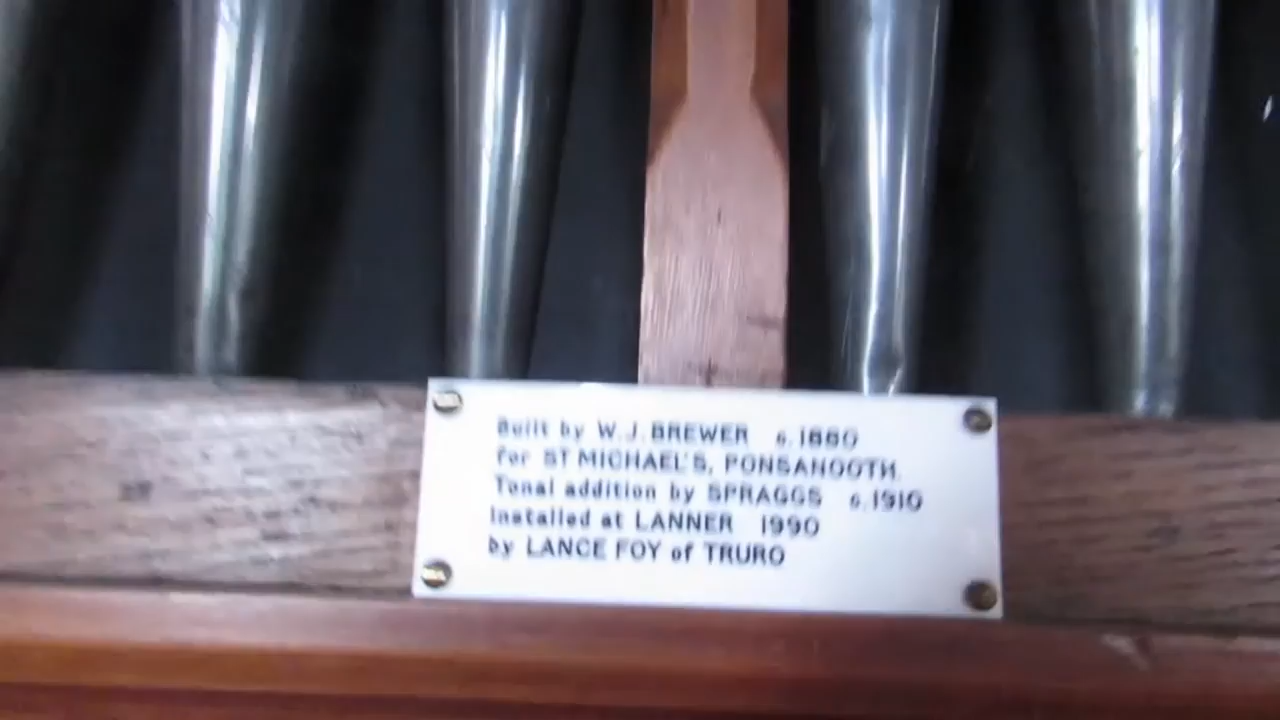 Built by W.J.BREWER c.1880
for ST MICHAEL'S, PONSANOOTH.
Tonal addition by SPRAGGS c.1910
Installed at LANNER 1990
by LANCE FOY of TRURO